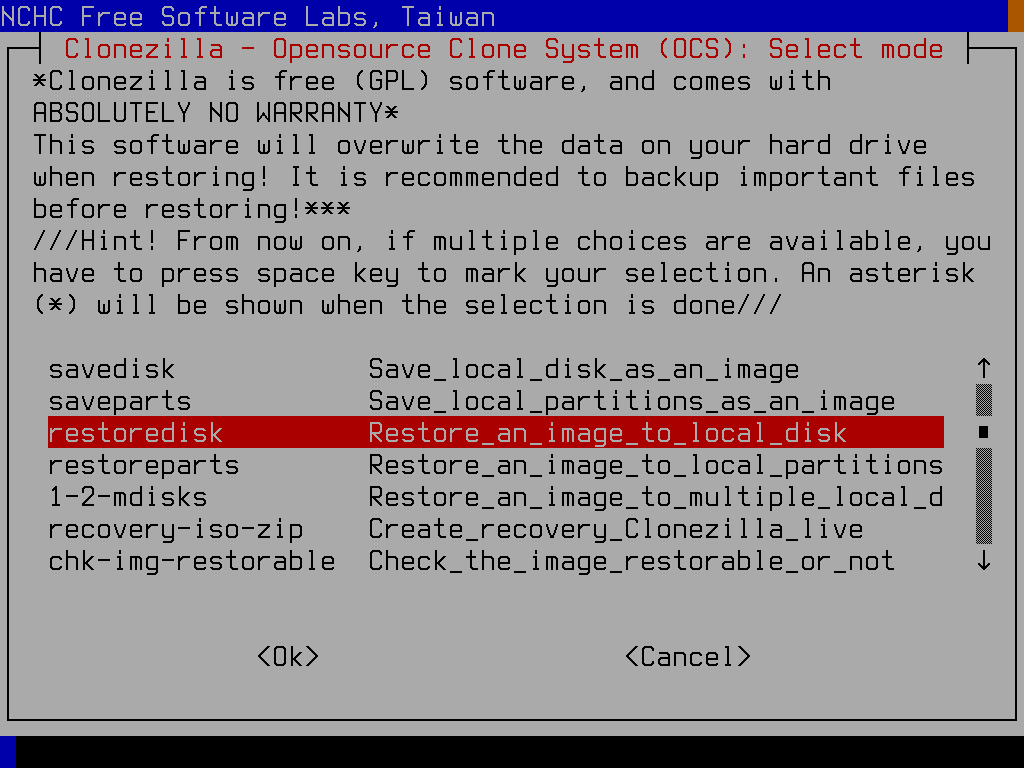 NCHC Free Software Labs, Taiwan
Clonezilla - Opensource Clone System (OCS): Select mode
*Clonezilla is free (GPL) software, and comes with
ABSOLUTELY NO WARRANTY*
This software will overwrite the data on your hard drive
when restoring! It is recommended to backup important files
before restoring!***
///Hint! From now on, if multiple choices are available, you
have to press space key to mark your selection. An asterisk
(*) will be shown when the selection is done///
savedisk Save_local_disk_as_an_image ↑
saveparts Save_local_partitions_as_an_image
restoredisk Restore_an_image_to_local_disk
restoreparts Restore_an_image_to_local_partitions
1-2-mdisks Restore_an_image_to_multiple_local_d
recovery-iso-zip Create_recovery_Clonezilla_live
chk-img-restorable Check_the_image_restorable_or_not ↓
<Ok> <Cancel>